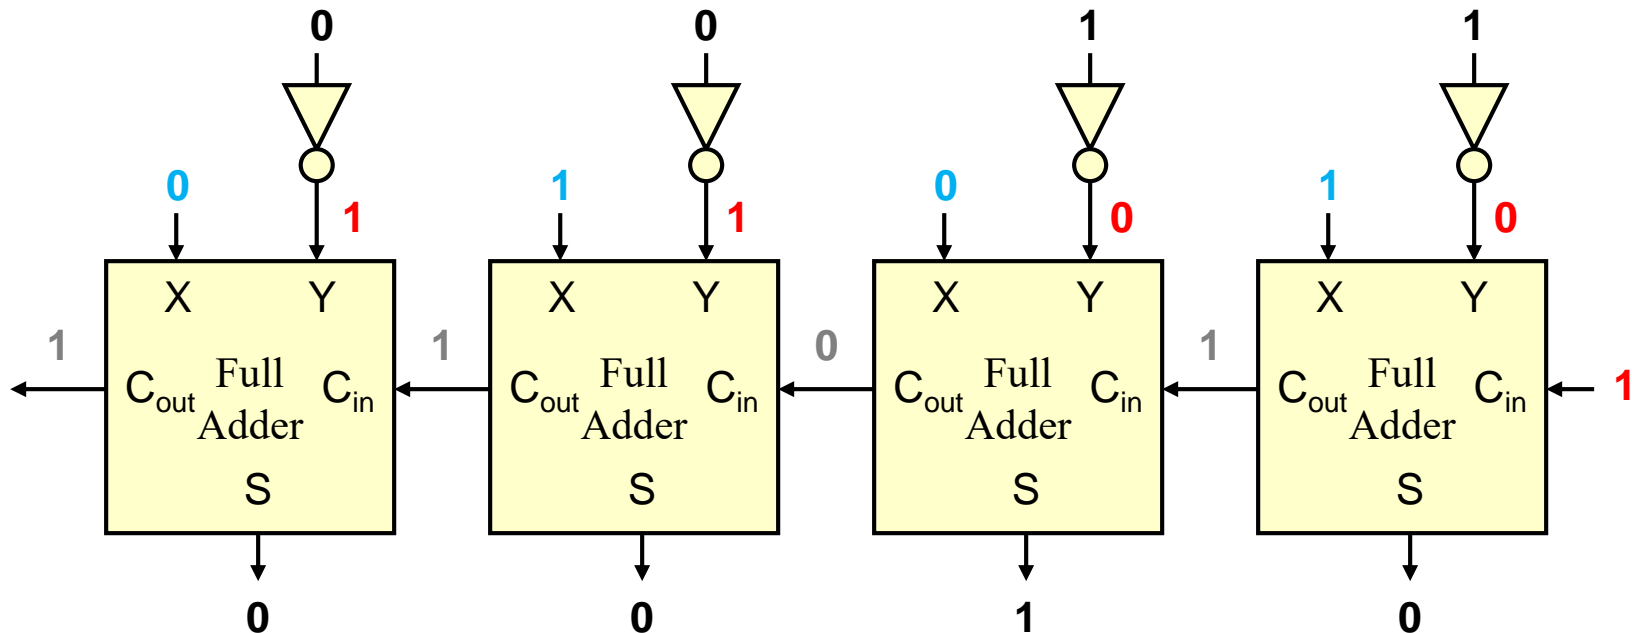 0 0 1 1
0 1 0 1
1 1 0 0
X Y X Y X Y X Y
1 1 0 1
Full Full Full Full
Cout Cin Cout Cin Cout Cin Cout Cin 1
Adder Adder Adder Adder
S S S S
0 0 1 0